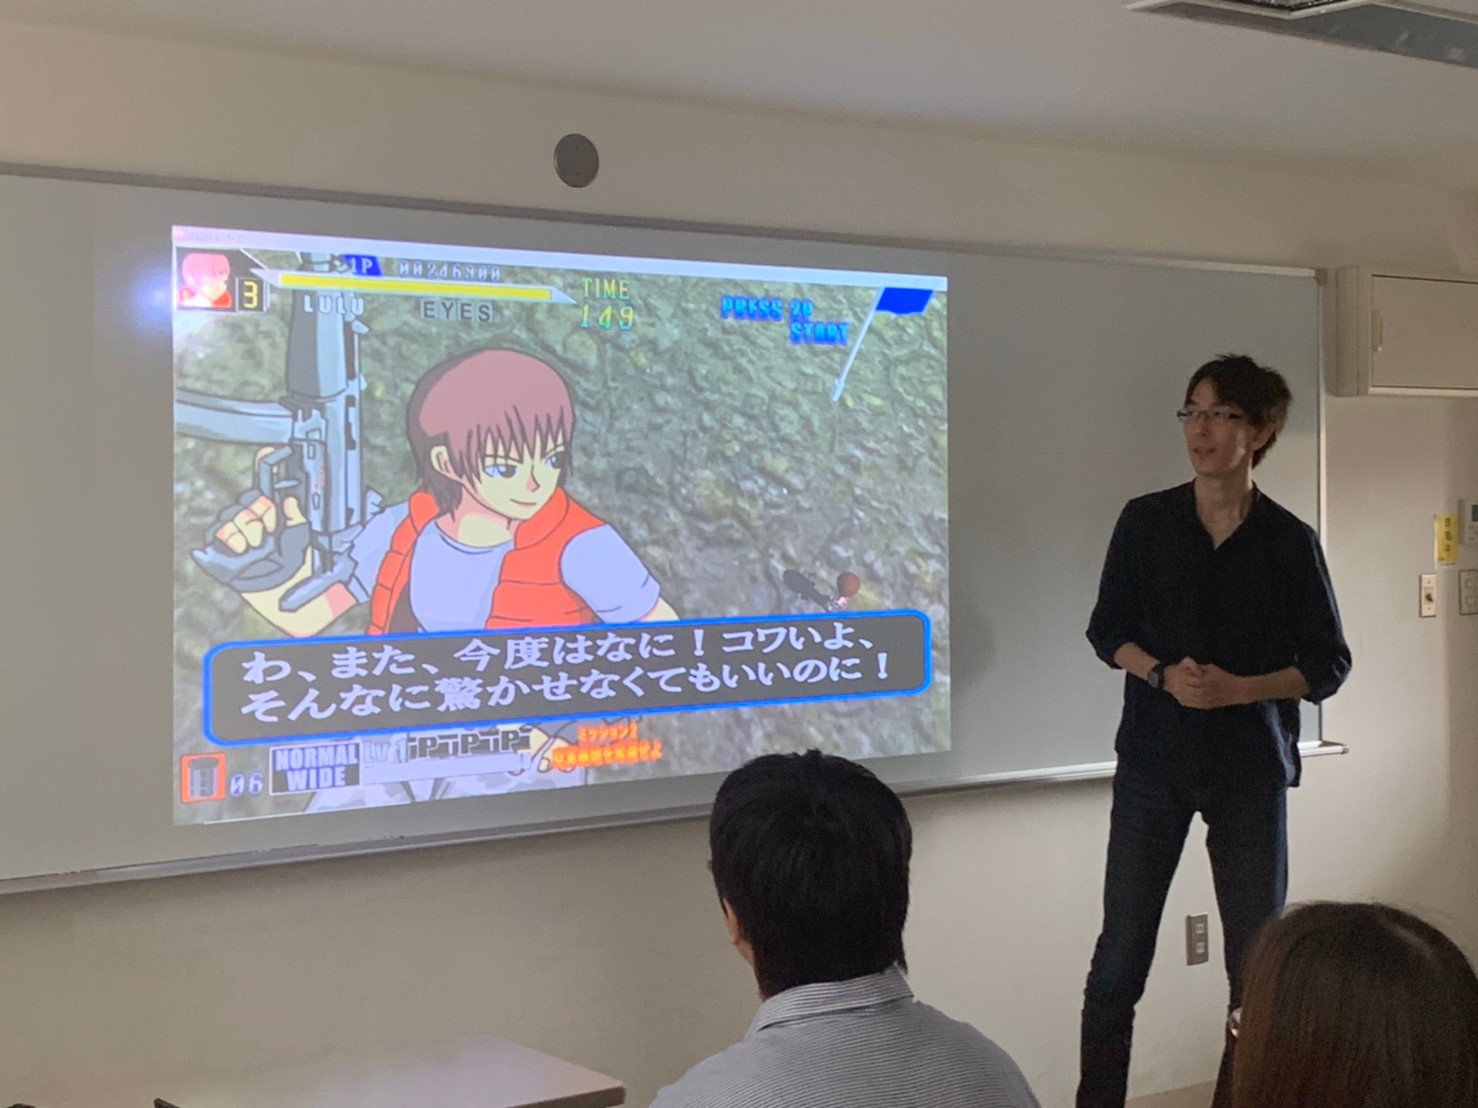 1P 00246900
3
LULU EYES
TIME
149
PRESS 2P
START
わ、また、今度はなに！コワいよ、
そんなに驚かせなくてもいいのに！
06
NORMAL
WIDE
LV 1
ミッション2